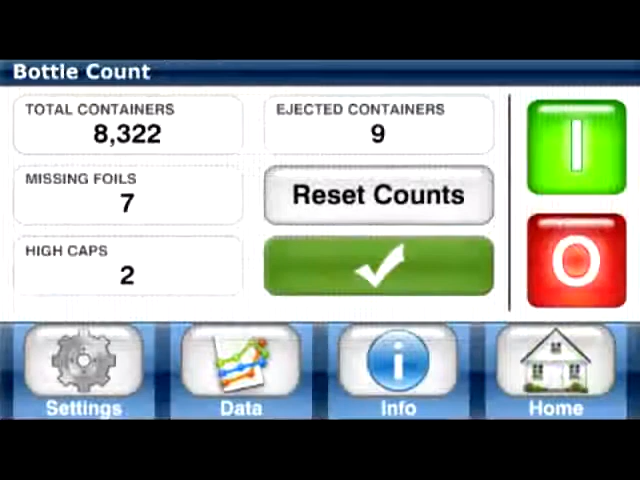 Bottle Count
TOTAL CONTAINERS
8,322
EJECTED CONTAINERS
9
MISSING FOILS
7
Reset Counts
HIGH CAPS
2
I
O
i
Settings
Data
Info
Home